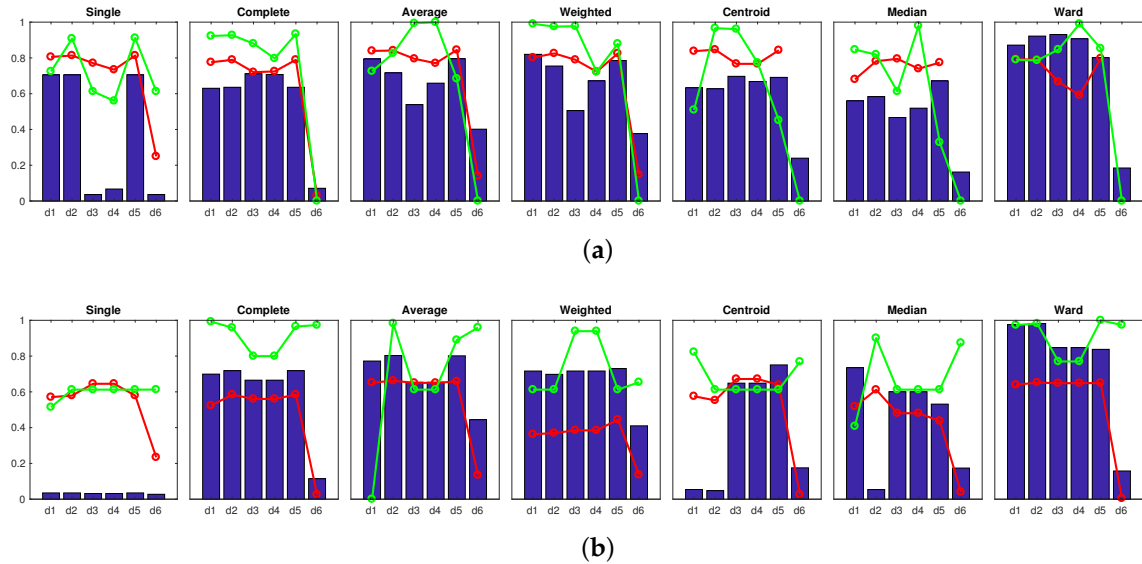 Single Complete Average Weighted Centroid Median Ward
1
0.8
0.6
0.4
0.2
0
d1 d2 d3 d4 d5 d6 d1 d2 d3 d4 d5 d6 d1 d2 d3 d4 d5 d6 d1 d2 d3 d4 d5 d6 d1 d2 d3 d4 d5 d6 d1 d2 d3 d4 d5 d6 d1 d2 d3 d4 d5 d6
(a)
Single Complete Average Weighted Centroid Median Ward
1
0.8
0.6
0.4
0.2
0
d1 d2 d3 d4 d5 d6 d1 d2 d3 d4 d5 d6 d1 d2 d3 d4 d5 d6 d1 d2 d3 d4 d5 d6 d1 d2 d3 d4 d5 d6 d1 d2 d3 d4 d5 d6 d1 d2 d3 d4 d5 d6
(b)